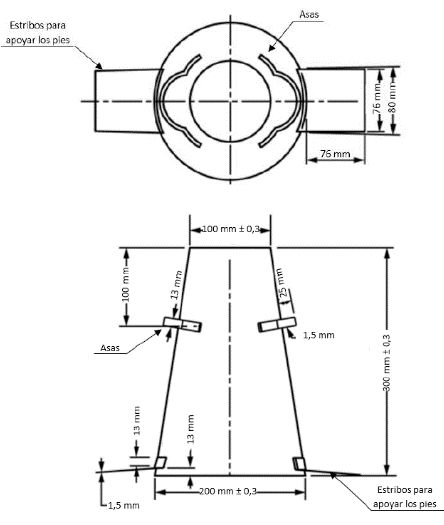 Estribos para
apoyar los pies
Asas
76 mm
80 mm
76 mm
100 mm ± 0,3
100 mm
13 mm
25 mm
1,5 mm
Asas
300 mm ± 0,3
13 mm
13 mm
1,5 mm
200 mm ± 0,3
Estribos para
apoyar los pies